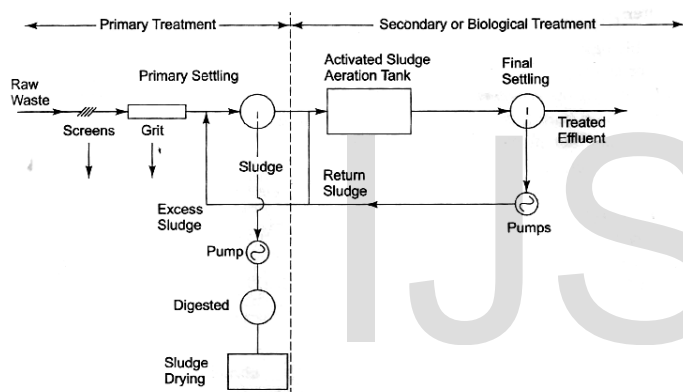 Primary Treatment
Secondary or Biological Treatment
Activated Sludge
Aeration Tank
Final
Settling
Primary Settling
Raw
Waste
Screens
Grit
Treated
Effluent
Sludge
Return
Sludge
Excess
Sludge
Pumps
Pump
Digested
Sludge
Drying
IJS